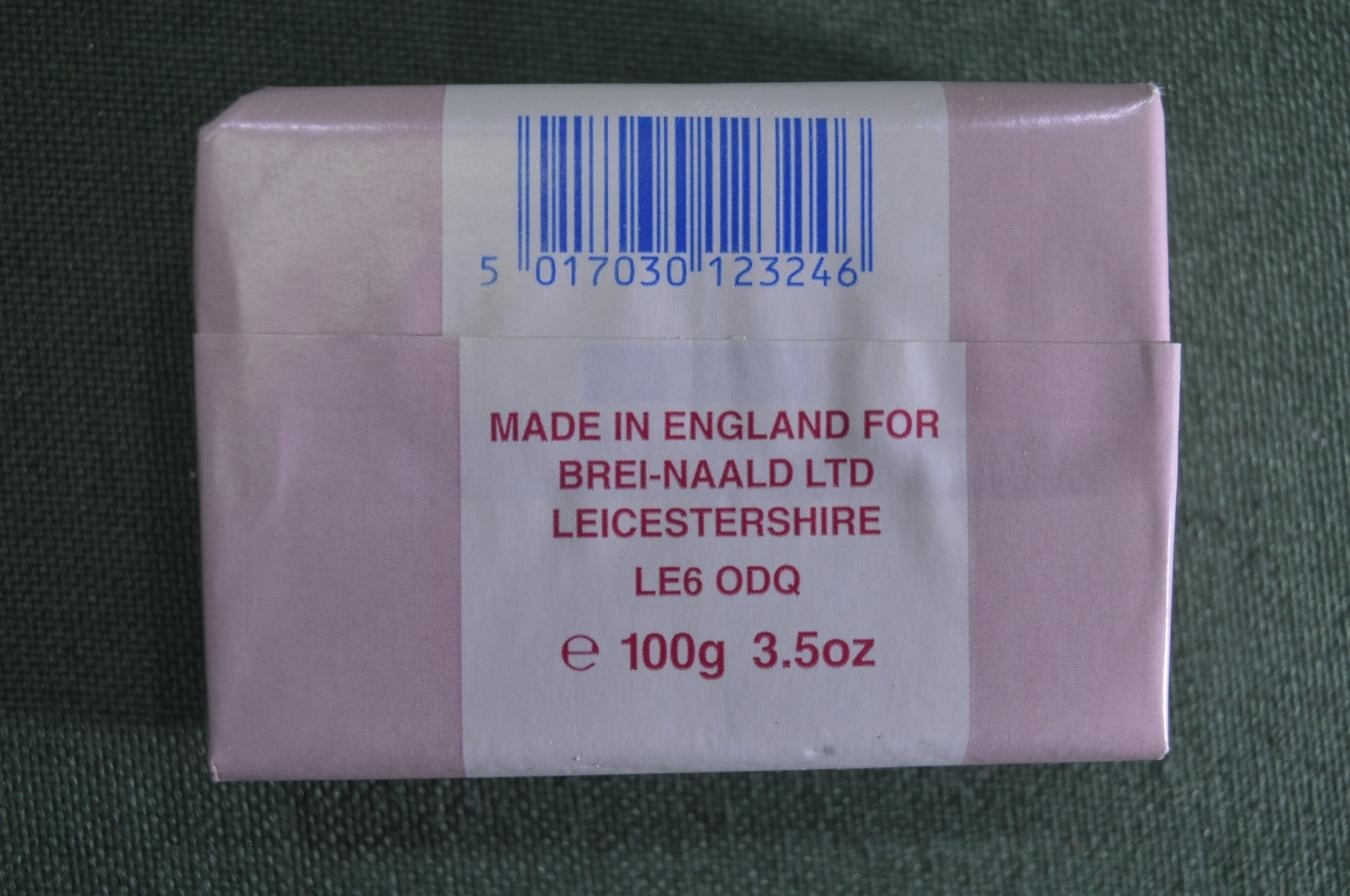 5 017030 123246
MADE IN ENGLAND FOR
BREI-NAALD LTD
LEICESTERSHIRE
LE6 ODQ
℮ 100g 3.5oz